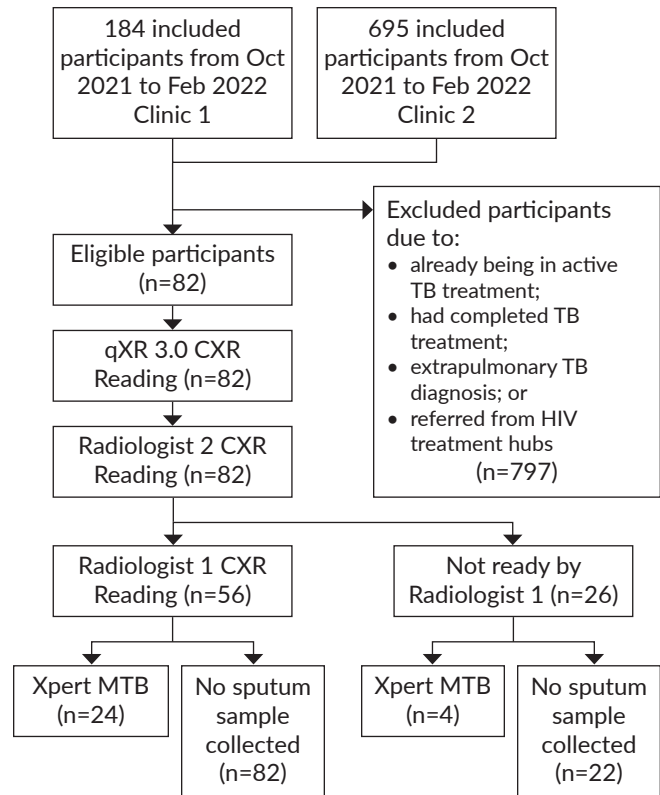 184 included
participants from Oct
2021 to Feb 2022
Clinic 1
695 included
participants from Oct
2021 to Feb 2022
Clinic 2
Excluded participants
due to:
• already being in active
TB treatment;
• had completed TB
treatment;
• extrapulmonary TB
diagnosis; or
• referred from HIV
treatment hubs
(n=797)
Eligible participants
(n=82)
qXR 3.0 CXR
Reading (n=82)
Radiologist 2 CXR
Reading (n=82)
Radiologist 1 CXR
Reading (n=56)
Not ready by
Radiologist 1 (n=26)
Xpert MTB
(n=24)
No sputum
sample
collected
(n=82)
Xpert MTB
(n=4)
No sputum
sample
collected
(n=22)